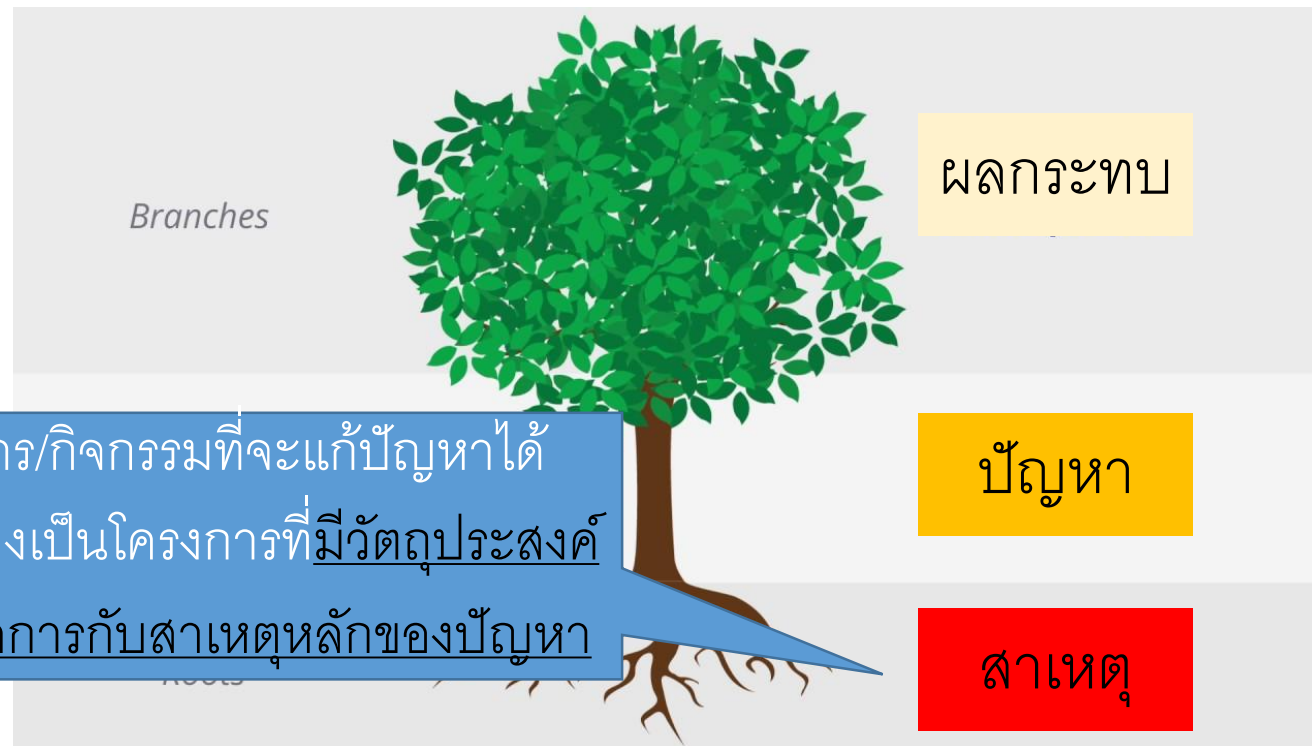 Branches
ผลกระทบ
ปัญหา
าร/กิจกรรมที่จะแก้ปัญหาได้
งเป็นโครงการที่มีวัตถุประสงค์
การกับสาเหตุหลักของปัญหา
สาเหตุ